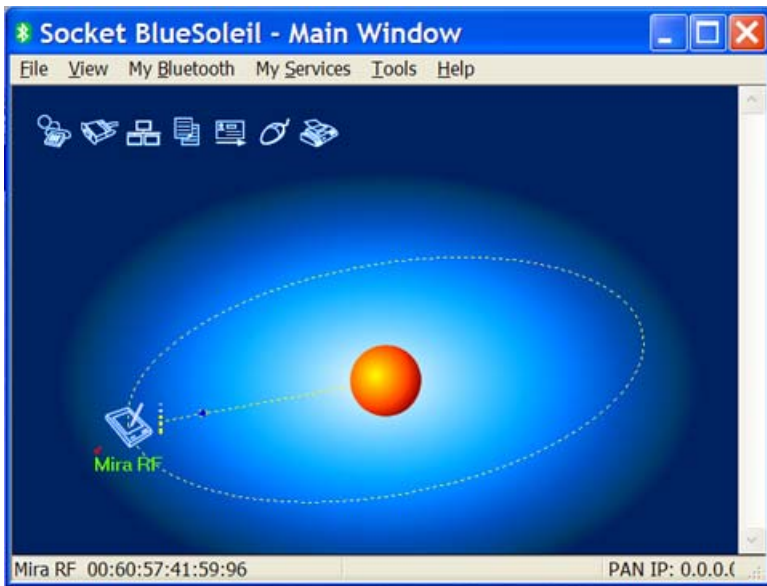 Socket BlueSoleil - Main Window
File View My Bluetooth My Services Tools Help
Mira RF
Mira RF 00:60:57:41:59:96 PAN IP: 0.0.0.(